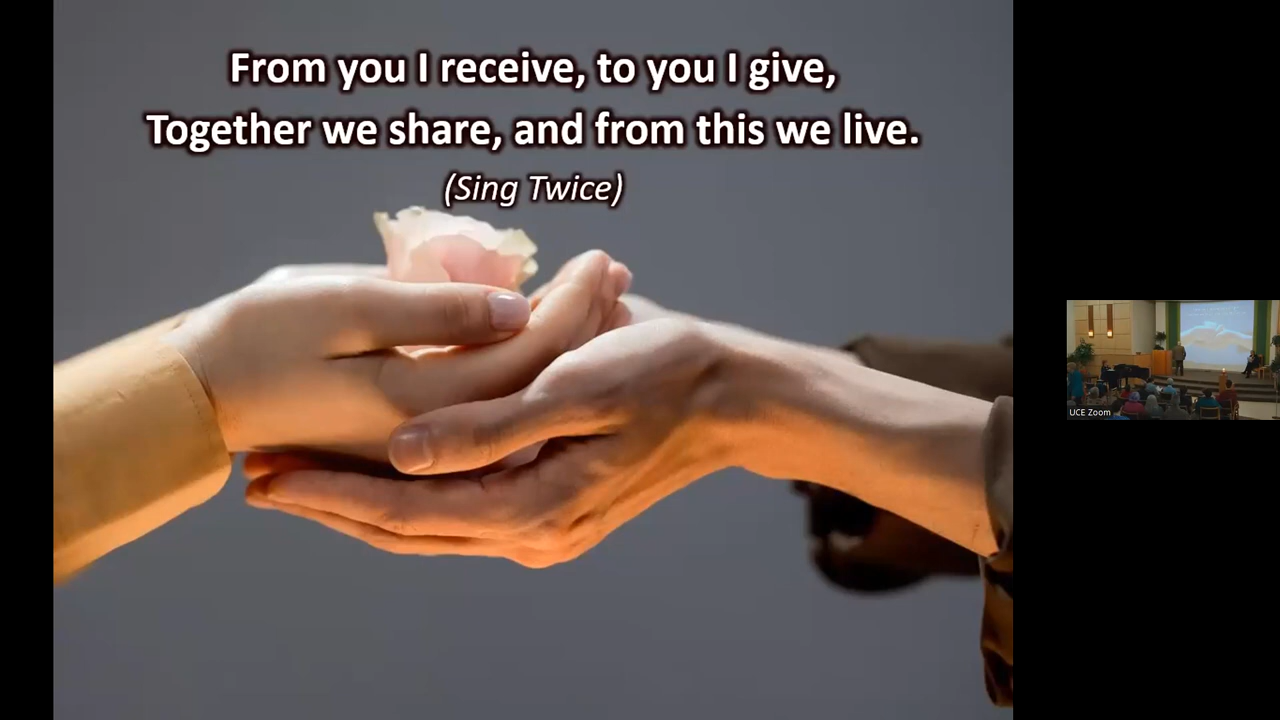 From you I receive, to you I give,
Together we share, and from this we live.
(Sing Twice)
UCE Zoom